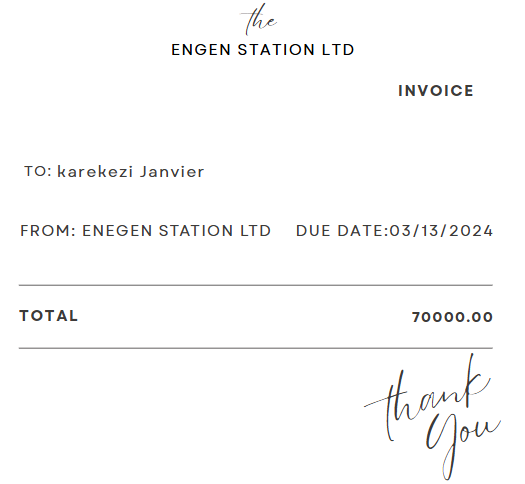 the
ENGEN STATION LTD
INVOICE
TO: karekezi Janvier
FROM: ENEGEN STATION LTD DUE DATE:03/13/2024
TOTAL 70000.00
thank
you